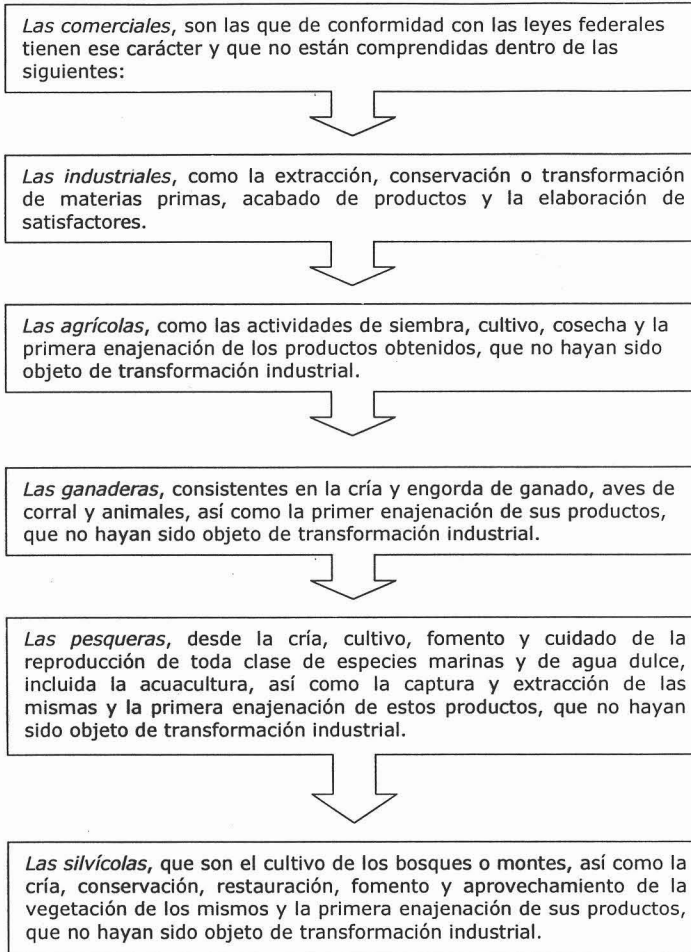 Las comerciales, son las que de conformidad con las leyes federales
tienen ese carácter y que no están comprendidas dentro de las
siguientes:
Las industriales, como la extracción, conservación o transformación
de materias primas, acabado de productos y la elaboración de
satisfactores.
Las agrícolas, como las actividades de siembra, cultivo, cosecha y la
primera enajenación de los productos obtenidos, que no hayan sido
objeto de transformación industrial.
Las ganaderas, consistentes en la cría y engorda de ganado, aves de
corral y animales, así como la primer enajenación de sus productos,
que no hayan sido objeto de transformación industrial.
Las pesqueras, desde la cría, cultivo, fomento y cuidado de la
reproducción de toda clase de especies marinas y de agua dulce,
incluida la acuacultura, así como la captura y extracción de las
mismas y la primera enajenación de estos productos, que no hayan
sido objeto de transformación industrial.
Las silvícolas, que son el cultivo de los bosques o montes, así como la
cría, conservación, restauración, fomento y aprovechamiento de la
vegetación de los mismos y la primera enajenación de sus productos,
que no hayan sido objeto de transformación industrial.